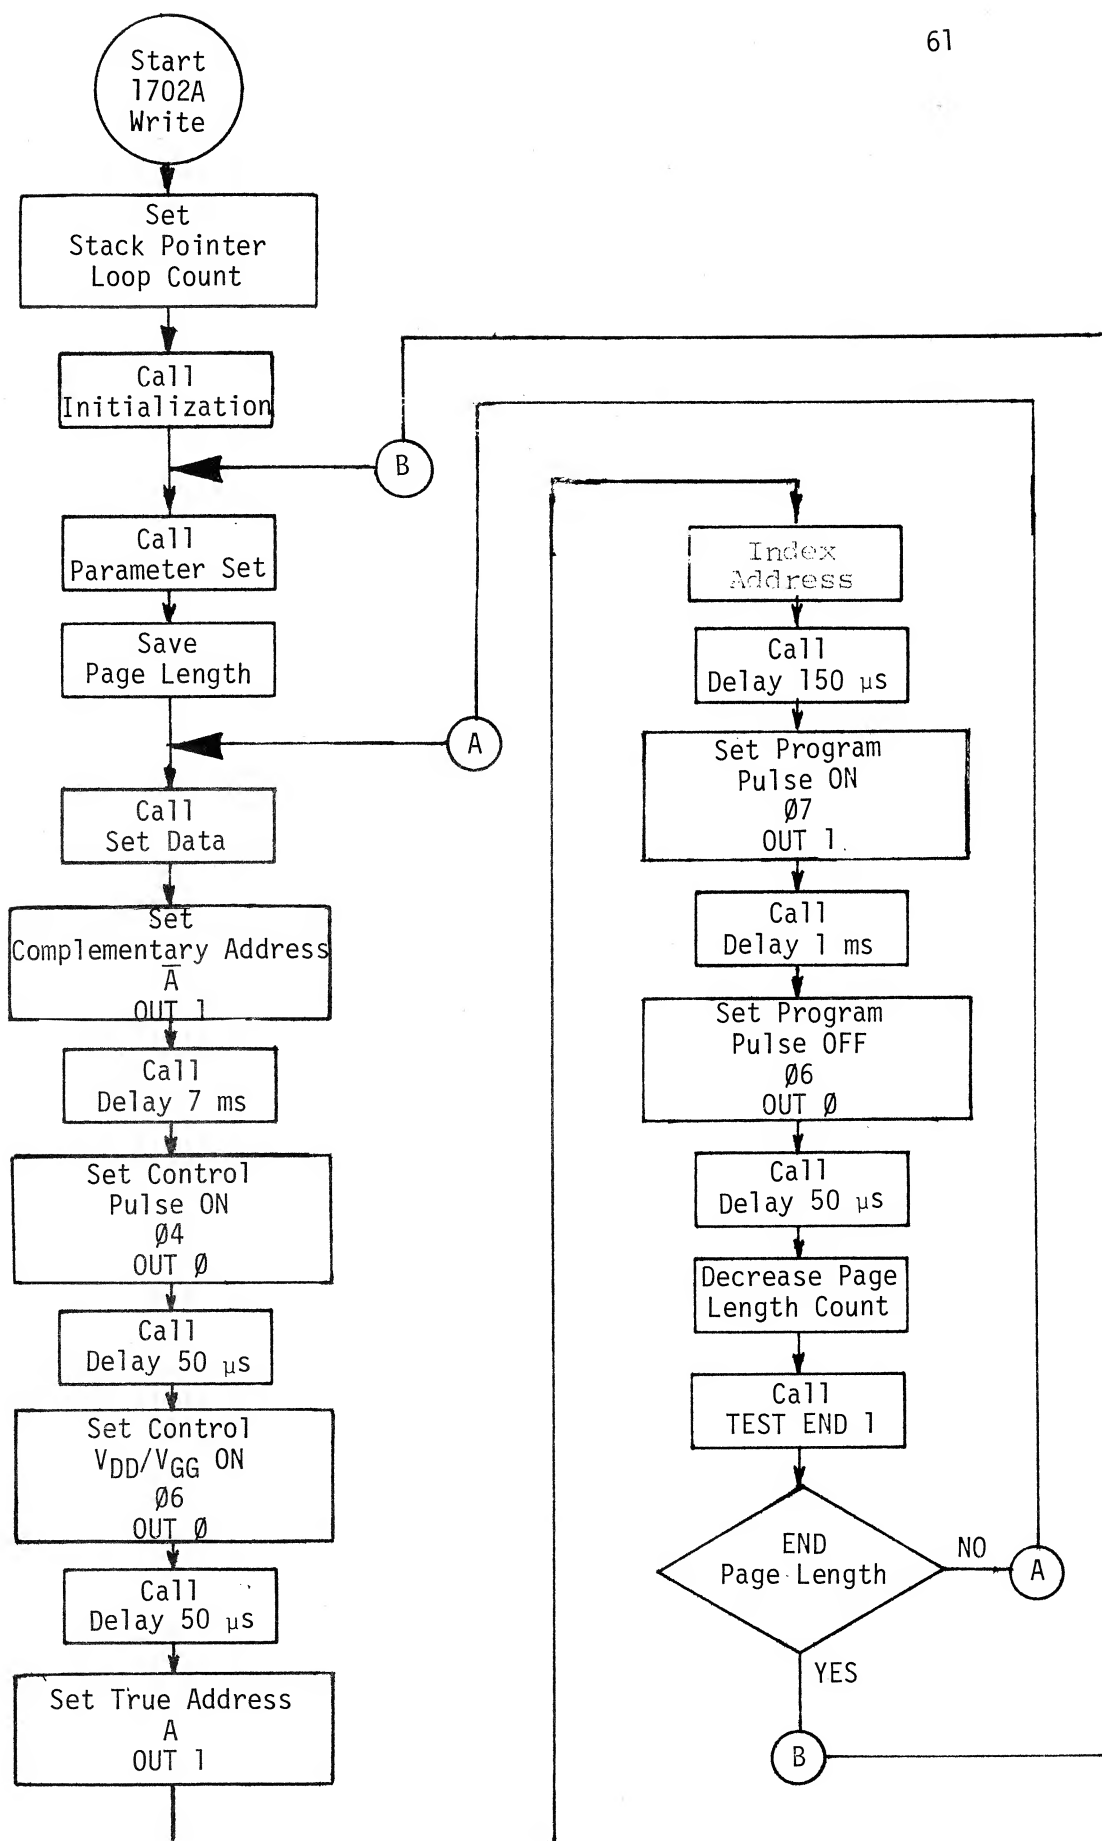 61
Start
1702A
Write
Set
Stack Pointer
Loop Count
Call
Initialization
B
Call
Parameter Set
Save
Page Length
A
Call
Set Data
Set
Complementary Address
A̅
OUT 1
Call
Delay 7 ms
Set Control
Pulse ON
Ø4
OUT Ø
Call
Delay 50 μs
Set Control
VDD/VGG ON
Ø6
OUT Ø
Call
Delay 50 μs
Set True Address
A
OUT 1
Index
Address
Call
Delay 150 μs
Set Program
Pulse ON
Ø7
OUT 1
Call
Delay 1 ms
Set Program
Pulse OFF
Ø6
OUT Ø
Call
Delay 50 μs
Decrease Page
Length Count
Call
TEST END 1
END
Page Length
NO
A
YES
B